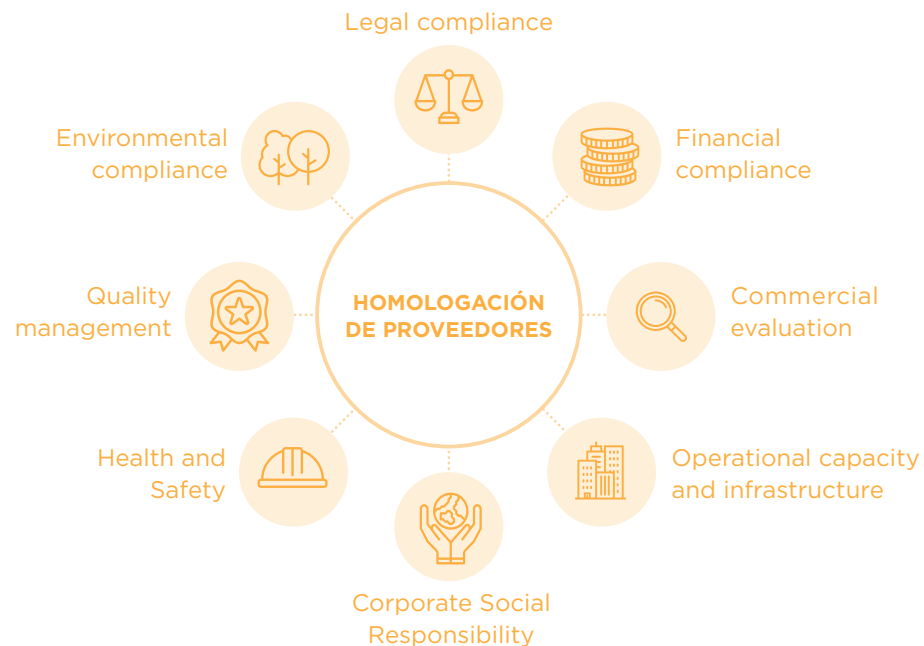 Legal compliance
Environmental
compliance
Financial
compliance
Quality
management
HOMOLOGACIÓN
DE PROVEEDORES
Commercial
evaluation
Health and
Safety
Operational capacity
and infrastructure
Corporate Social
Responsibility